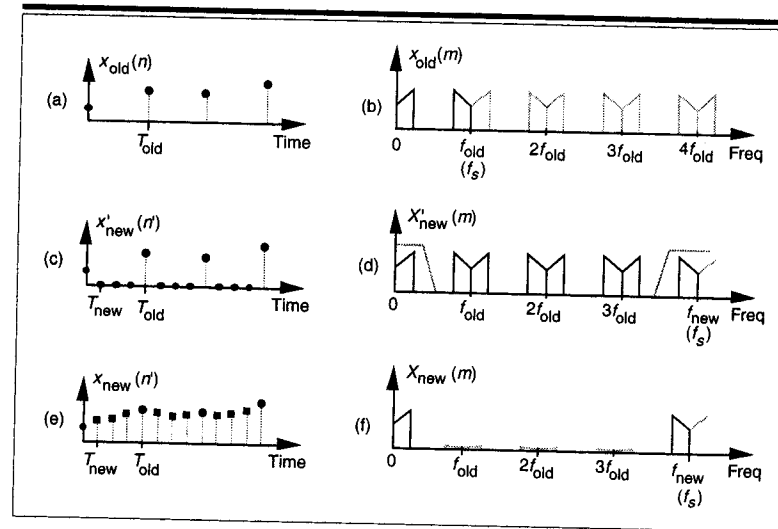 (a)
x_old(n)
T_old
Time
(b)
x_old(m)
0
f_old
(f_s)
2f_old
3f_old
4f_old
Freq
(c)
x'_new(n')
T_new
T_old
Time
(d)
X'_new(m)
0
f_old
2f_old
3f_old
f_new
(f_s)
Freq
(e)
x_new(n')
T_new
T_old
Time
(f)
X_new(m)
0
f_old
2f_old
3f_old
f_new
(f_s)
Freq